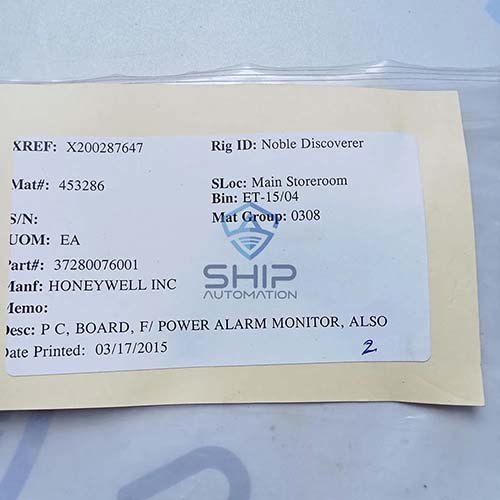 XREF: X200287647 Rig ID: Noble Discoverer
Mat#: 453286 SLoc: Main Storeroom
Bin: ET-15/04
S/N: Mat Group: 0308
UOM: EA
Part#: 37280076001
Manf: HONEYWELL INC
Memo:
Desc: P C, BOARD, F/ POWER ALARM MONITOR, ALSO
Date Printed: 03/17/2015 2
SHIP
AUTOMATION